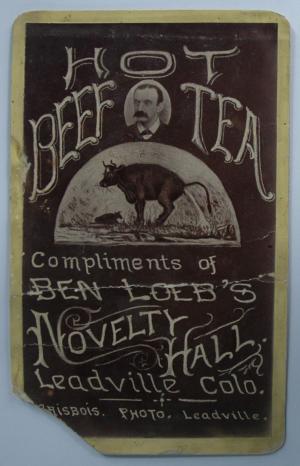 HOT
BEEF TEA
Compliments of
BEN LOEB'S
NOVELTY
HALL,
Leadville Colo.
PHOTO. Leadville.